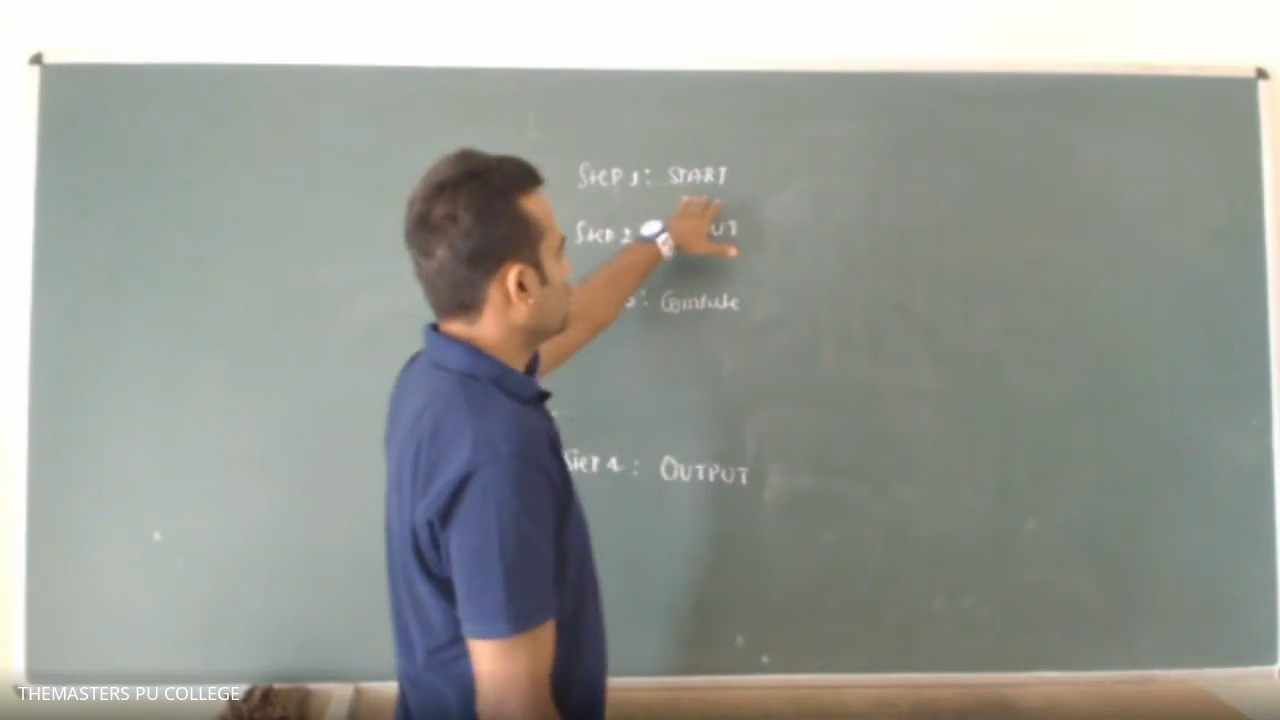 Step 1: START
Step 2 UT
: Compute
Step 4: OUTPUT
THEMASTERS PU COLLEGE